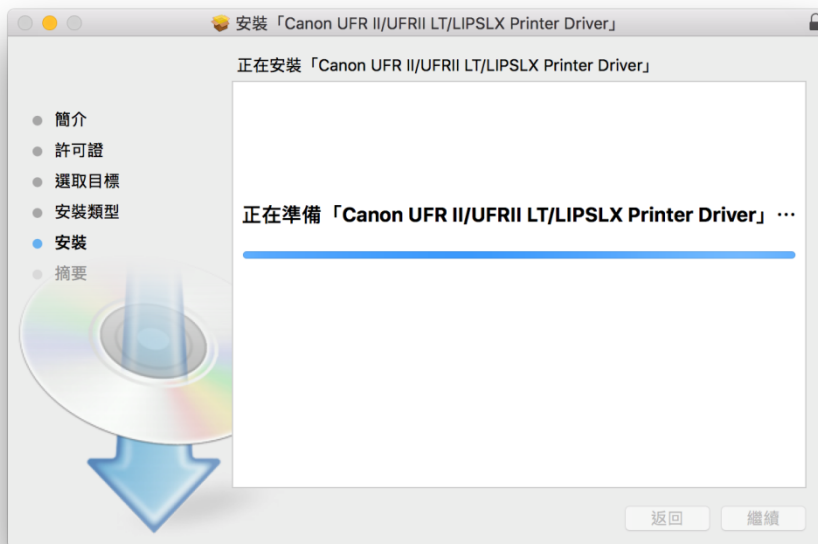 安裝「Canon UFR II/UFRII LT/LIPSLX Printer Driver」
正在安裝「Canon UFR II/UFRII LT/LIPSLX Printer Driver」
簡介
許可證
選取目標
安裝類型
安裝
摘要
正在準備「Canon UFR II/UFRII LT/LIPSLX Printer Driver」⋯
返回
繼續